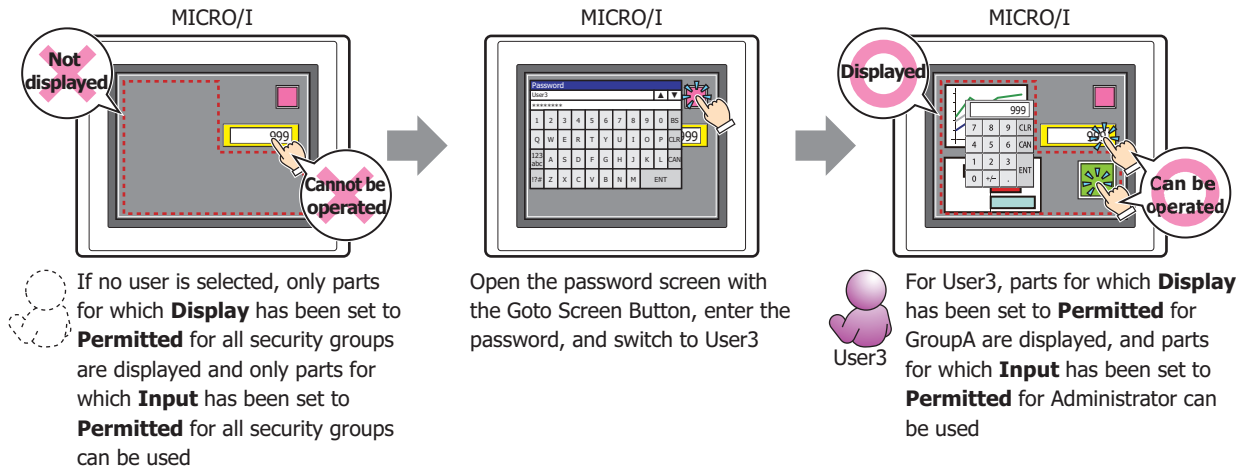 MICRO/I
Not
displayed
999
Cannot be
operated
If no user is selected, only parts
for which Display has been set to
Permitted for all security groups
are displayed and only parts for
which Input has been set to
Permitted for all security groups
can be used
MICRO/I
Password
User3 ▲ ▼
********
1 2 3 4 5 6 7 8 9 0 BS
Q W E R T Y U I O P CLR
123
abc A S D F G H J K L CAN
!?# Z X C V B N M ENT
999
Open the password screen with
the Goto Screen Button, enter the
password, and switch to User3
MICRO/I
Displayed
999
7 8 9 CLR
4 5 6 CAN
1 2 3 ENT
0 +/- .
Can be
operated
User3
For User3, parts for which Display
has been set to Permitted for
GroupA are displayed, and parts
for which Input has been set to
Permitted for Administrator can
be used